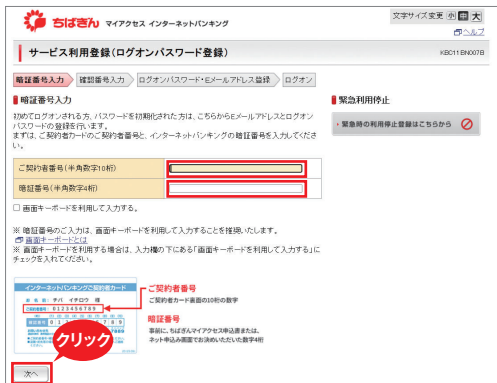 ちばぎん マイアクセス インターネットバンキング
文字サイズ変更 小 中 大
ヘルプ
サービス利用登録(ログオンパスワード登録)
KBC11BN007B
暗証番号入力 確認番号入力 ログオンパスワード・Eメールアドレス登録 ログオン
暗証番号入力
初めてログオンされる方、パスワードを初期化された方は、こちらからEメールアドレスとログオン
パスワードの登録を行います。
まずは、ご契約者カードのご契約者番号と、インターネットバンキングの暗証番号を入力してくださ
い。
ご契約者番号(半角数字10桁)
暗証番号(半角数字4桁)
画面キーボードを利用して入力する。
※ 暗証番号のご入力は、画面キーボードを利用して入力することを推奨いたします。
画面キーボードとは
※ 画面キーボードを利用する場合は、入力欄の下にある「画面キーボードを利用して入力する」に
チェックを入れてください。
緊急利用停止
・緊急時の利用停止登録はこちらから
インターネットバンキングご契約者カード
お名前: チバ イチロウ 様
ご契約者番号: 0123456789
ご契約者番号
ご契約者カード裏面の10桁の数字
暗証番号
事前に、ちばぎんマイアクセス申込書または、
ネット申込み画面でお決めいただいた数字4桁
クリック
次へ